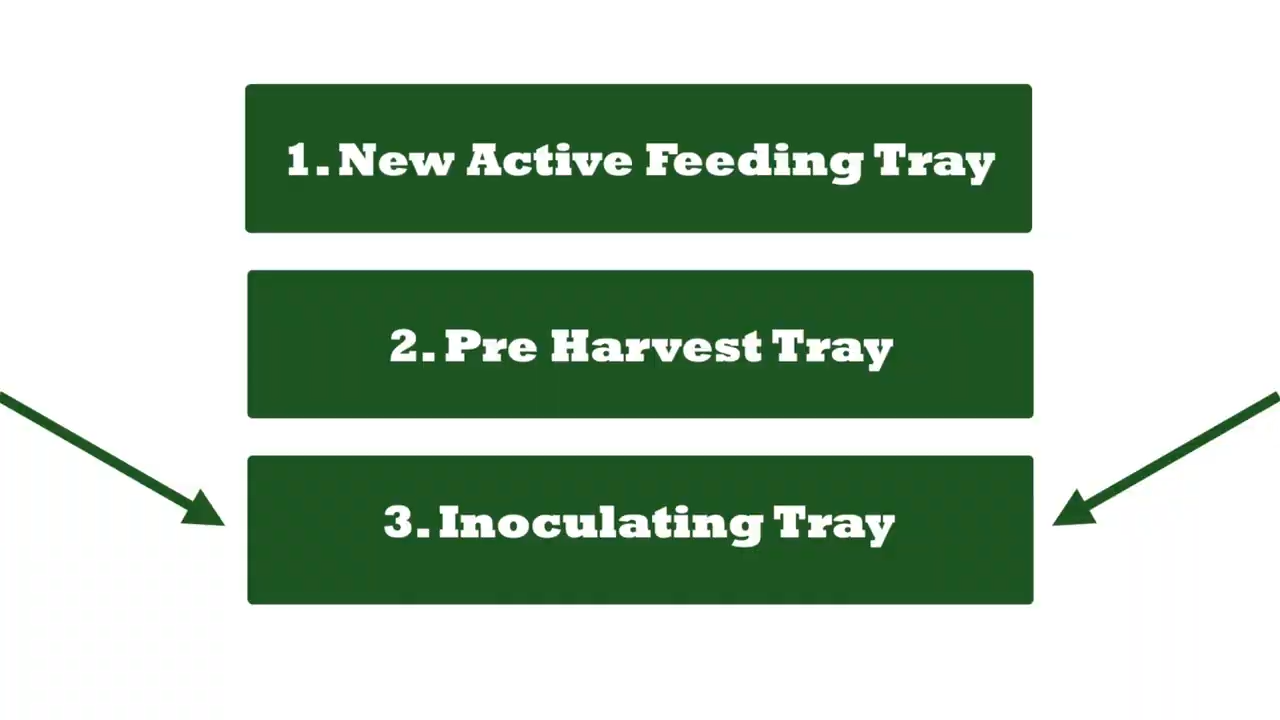 1. New Active Feeding Tray
2. Pre Harvest Tray
3. Inoculating Tray